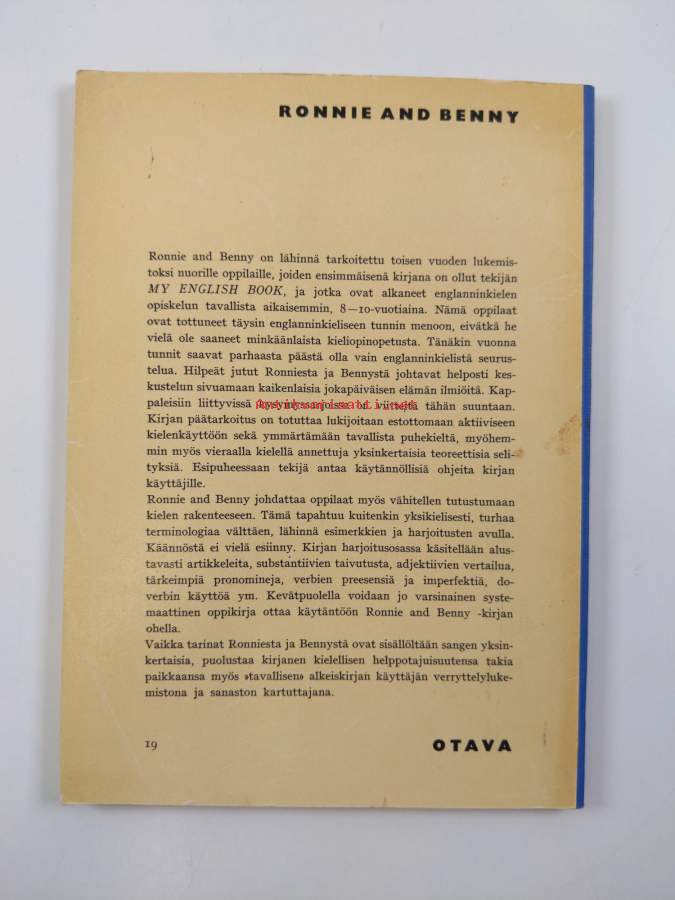 RONNIE AND BENNY
Ronnie and Benny on lähinnä tarkoitettu toisen vuoden lukemis-
toksi nuorille oppilaille, joiden ensimmäisenä kirjana on ollut tekijän
MY ENGLISH BOOK, ja jotka ovat alkaneet englanninkielen
opiskelun tavallista aikaisemmin, 8—10-vuotiaina. Nämä oppilaat
ovat tottuneet täysin englanninkieliseen tunnin menoon, eivätkä he
vielä ole saaneet minkäänlaista kieliopinopetusta. Tänäkin vuonna
tunnit saavat parhaasta päästä olla vain englanninkielistä seurus-
telua. Hilpeät jutut Ronniesta ja Bennystä johtavat helposti kes-
kustelun sivuamaan kaikenlaisia jokapäiväisen elämän ilmiöitä. Kap-
paleisiin liittyvissä kysymyssarjoissa on viitteitä tähän suuntaan.
Kirjan päätarkoitus on totuttaa lukijoitaan estottomaan aktiiviseen
kielenkäyttöön sekä ymmärtämään tavallista puhekieltä, myöhem-
min myös vieraalla kielellä annettuja yksinkertaisia teoreettisia seli-
tyksiä. Esipuheessaan tekijä antaa käytännöllisiä ohjeita kirjan
käyttäjille.
Ronnie and Benny johdattaa oppilaat myös vähitellen tutustumaan
kielen rakenteeseen. Tämä tapahtuu kuitenkin yksikielisesti, turhaa
terminologiaa välttäen, lähinnä esimerkkien ja harjoitusten avulla.
Käännöstä ei vielä esiinny. Kirjan harjoitusosassa käsitellään alus-
tavasti artikkeleita, substantiivien taivutusta, adjektiivien vertailua,
tärkeimpiä pronomineja, verbien preesensiä ja imperfektiä, do-
verbin käyttöä ym. Kevätpuolella voidaan jo varsinainen syste-
maattinen oppikirja ottaa käytäntöön Ronnie and Benny -kirjan
ohella.
Vaikka tarinat Ronniesta ja Bennystä ovat sisällöltään sangen yksin-
kertaisia, puolustaa kirjanen kielellisen helppotajuisuutensa takia
paikkaansa myös »tavallisen» alkeiskirjan käyttäjän verryttelyluke-
mistona ja sanaston kartuttajana.
19
OTAVA